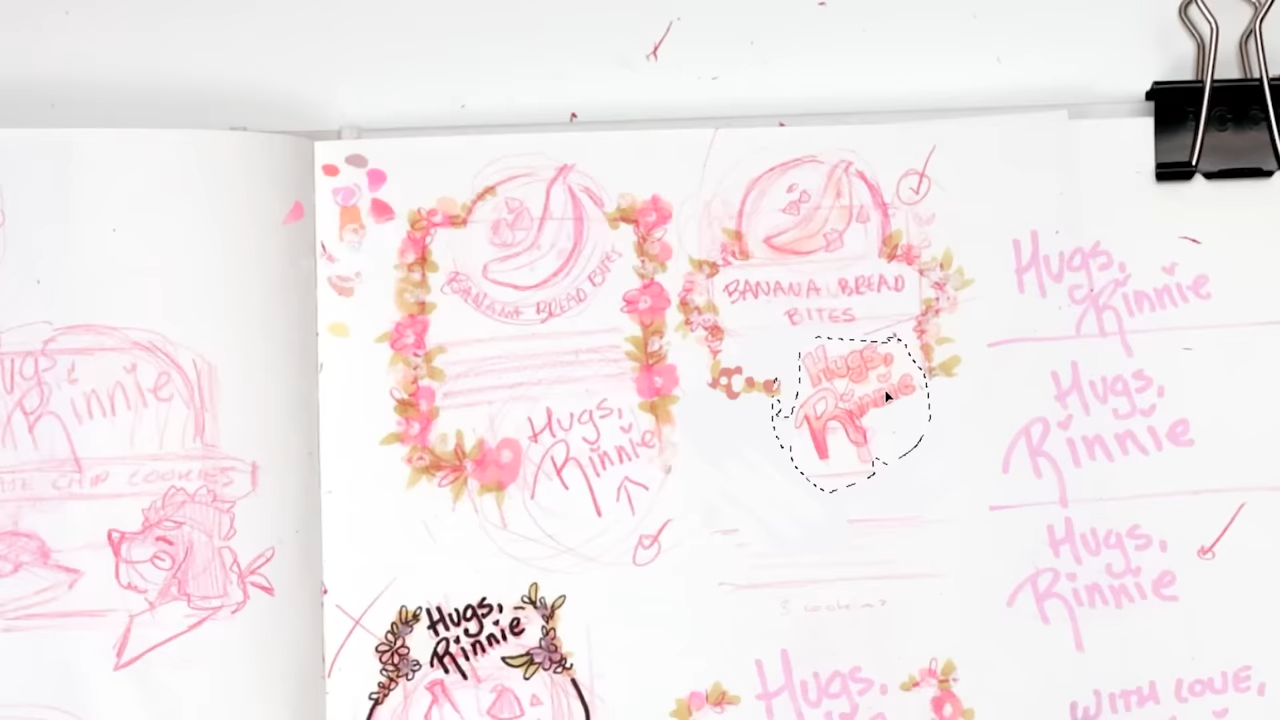 Hugs,
Rinnie
CHIP COOKIES
BANANA BREAD BITES
Hugs,
Rinnie
BANANA BREAD
BITES
Hugs,
Rinnie
Hugs,
Rinnie
Hugs,
Rinnie
Hugs,
Rinnie
Hugs,
Rinnie
Hugs,
WITH LOVE,